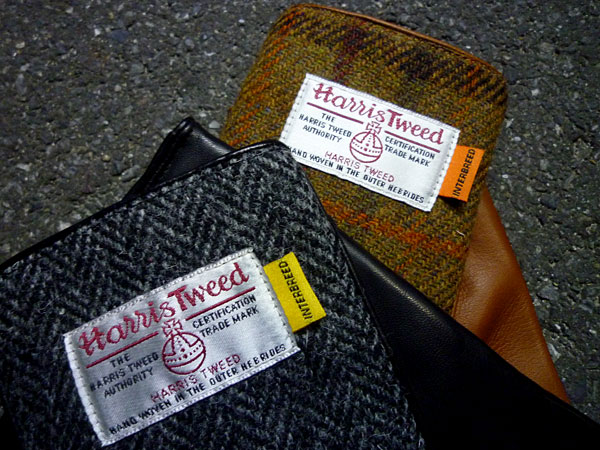 Harris Tweed
THE CERTIFICATION
HARRIS TWEED TRADE MARK
AUTHORITY
HARRIS TWEED
HAND WOVEN IN THE OUTER HEBRIDES
INTERBREED
Harris Tweed
THE CERTIFICATION
HARRIS TWEED TRADE MARK
AUTHORITY
HARRIS TWEED
HAND WOVEN IN THE OUTER HEBRIDES
INTERBREED